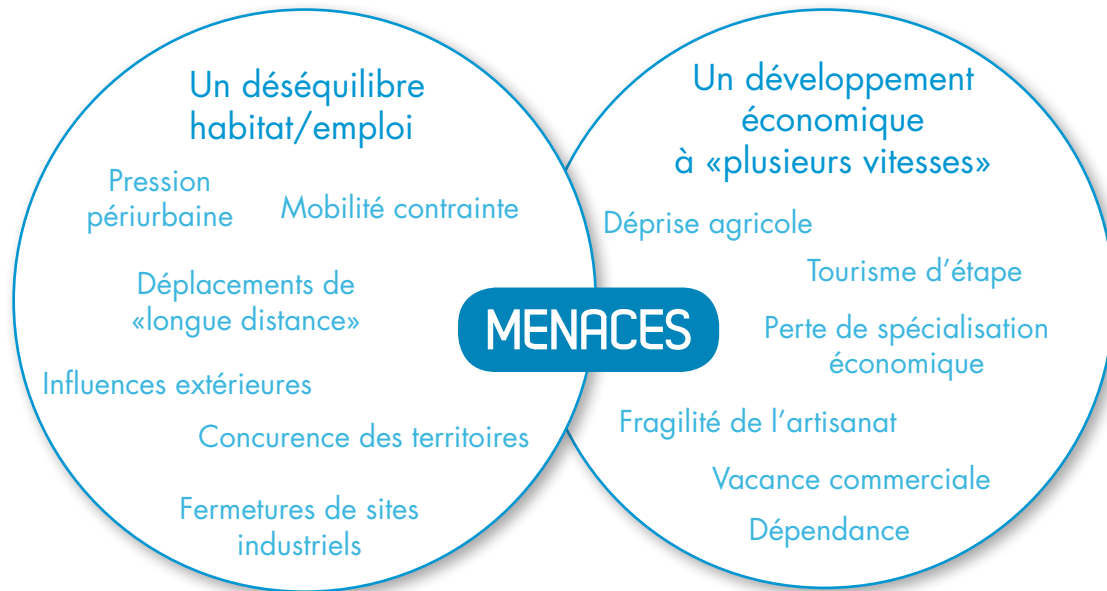 Un déséquilibre
habitat/emploi
Pression
périurbaine
Mobilité contrainte
Déplacements de
«longue distance»
Influences extérieures
Concurence des territoires
Fermetures de sites
industriels
MENACES
Un développement
économique
à «plusieurs vitesses»
Déprise agricole
Tourisme d’étape
Perte de spécialisation
économique
Fragilité de l’artisanat
Vacance commerciale
Dépendance